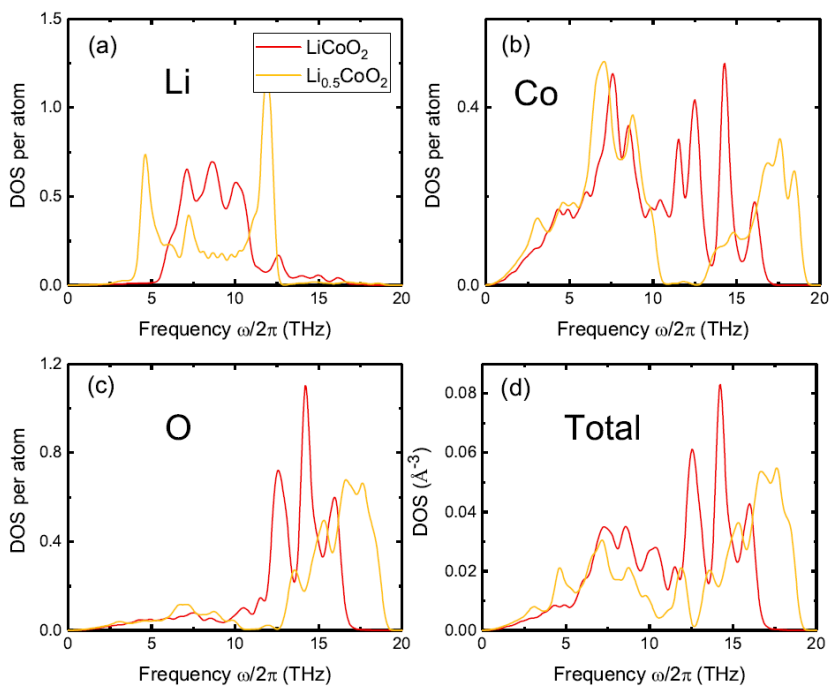 (a)
Li
LiCoO₂
Li₀.₅CoO₂
DOS per atom
1.5
1.0
0.5
0.0
0 5 10 15 20
Frequency ω/2π (THz)
(b)
Co
DOS per atom
0.4
0.0
0 5 10 15 20
Frequency ω/2π (THz)
(c)
O
DOS per atom
1.2
0.8
0.4
0.0
0 5 10 15 20
Frequency ω/2π (THz)
(d)
Total
DOS (Å⁻³)
0.08
0.06
0.04
0.02
0.00
0 5 10 15 20
Frequency ω/2π (THz)